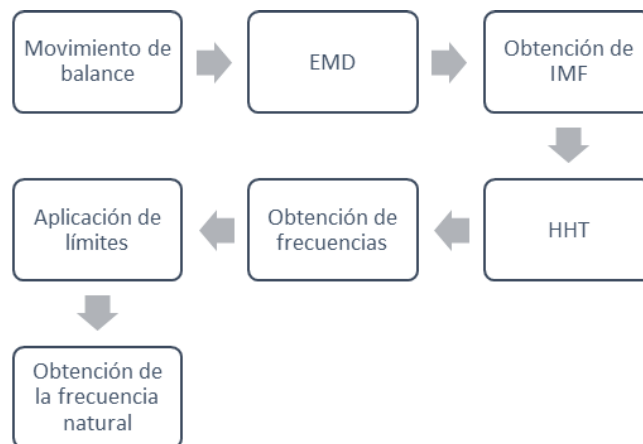 Movimiento de
balance
EMD
Obtención de
IMF
HHT
Obtención de
frecuencias
Aplicación de
límites
Obtención de
la frecuencia
natural